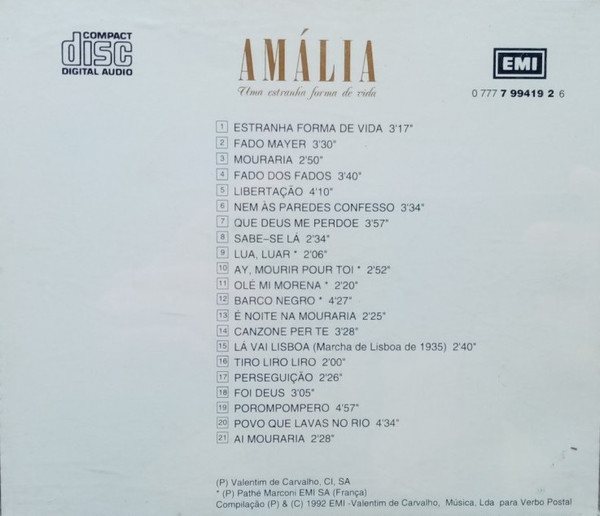 COMPACT
disc
DIGITAL AUDIO
AMÁLIA
Uma estranha forma de vida
EMI
0 777 7 99419 2 6
1 ESTRANHA FORMA DE VIDA 3'17"
2 FADO MAYER 3'30"
3 MOURARIA 2'50"
4 FADO DOS FADOS 3'40"
5 LIBERTAÇÃO 4'10"
6 NEM ÀS PAREDES CONFESSO 3'34"
7 QUE DEUS ME PERDOE 3'57"
8 SABE-SE LÁ 2'34"
9 LUA, LUAR * 2'06"
10 AY, MOURIR POUR TOI * 2'52"
11 OLÉ MI MORENA * 2'20"
12 BARCO NEGRO * 4'27"
13 É NOITE NA MOURARIA 2'25"
14 CANZONE PER TE 3'28"
15 LÁ VAI LISBOA (Marcha de Lisboa de 1935) 2'40"
16 TIRO LIRO LIRO 2'00"
17 PERSEGUIÇÃO 2'26"
18 FOI DEUS 3'05"
19 POROMPOMPERO 4'57"
20 POVO QUE LAVAS NO RIO 4'34"
21 AI MOURARIA 2'28"
(P) Valentim de Carvalho, CI, SA
* (P) Pathé Marconi EMI SA (França)
Compilação (P) & (C) 1992 EMI -Valentim de Carvalho, Música, Lda para Verbo Postal